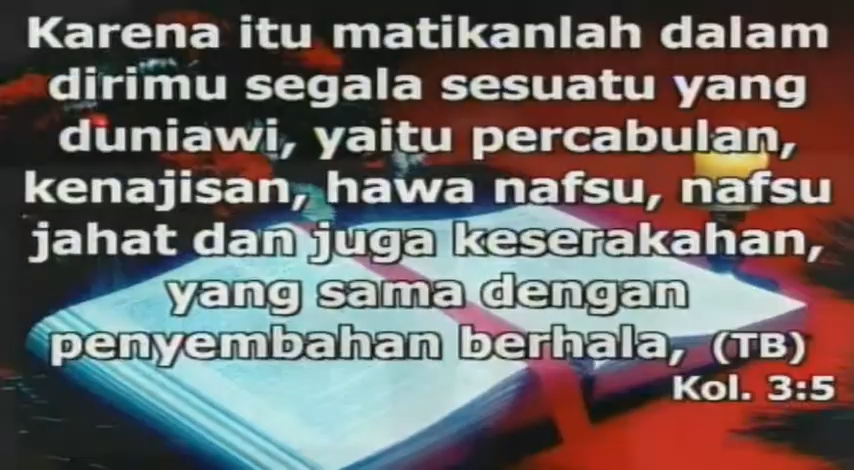 Karena itu matikanlah dalam
dirimu segala sesuatu yang
duniawi, yaitu percabulan,
kenajisan, hawa nafsu, nafsu
jahat dan juga keserakahan,
yang sama dengan
penyembahan berhala, (TB)
Kol. 3:5